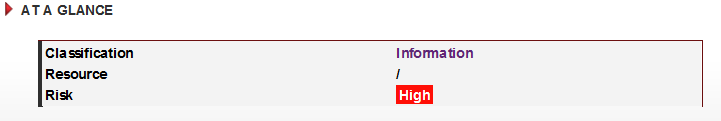 AT A GLANCE
Classification Information
Resource /
Risk High